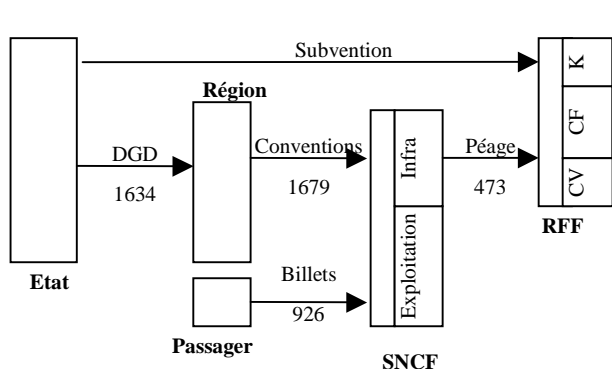 Subvention
K
Région
DGD
1634
Conventions
1679
Infra
Péage
473
CF
CV
RFF
Etat
Billets
926
Exploitation
Passager
SNCF